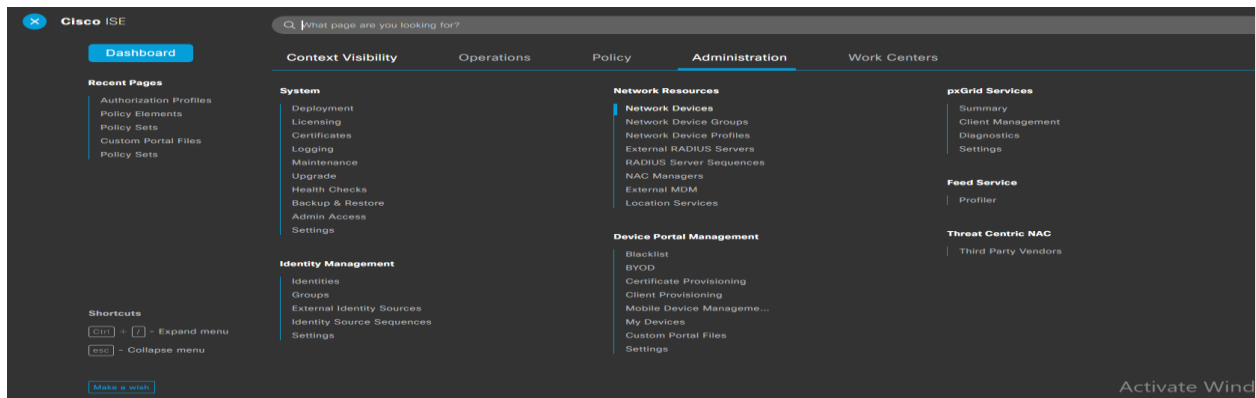 Cisco ISE
What page are you looking for?
Dashboard
Context Visibility
Operations
Policy
Administration
Work Centers
Recent Pages
Authorization Profiles
Policy Elements
Policy Sets
Custom Portal Files
Policy Sets
System
Deployment
Licensing
Certificates
Logging
Maintenance
Upgrade
Health Checks
Backup & Restore
Admin Access
Settings
Identity Management
Identities
Groups
External Identity Sources
Identity Source Sequences
Settings
Network Resources
Network Devices
Network Device Groups
Network Device Profiles
External RADIUS Servers
RADIUS Server Sequences
NAC Managers
External MDM
Location Services
Device Portal Management
Blacklist
BYOD
Certificate Provisioning
Client Provisioning
Mobile Device Manageme...
My Devices
Custom Portal Files
Settings
pxGrid Services
Summary
Client Management
Diagnostics
Settings
Feed Service
Profiler
Threat Centric NAC
Third Party Vendors
Shortcuts
Ctrl + / - Expand menu
esc - Collapse menu
Make a wish
Activate Wind